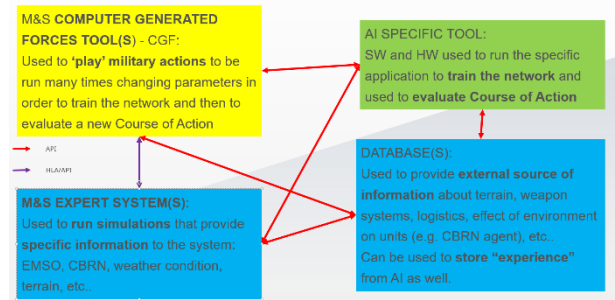 M&S COMPUTER GENERATED
FORCES TOOL(S) - CGF:
Used to ‘play’ military actions to be
run many times changing parameters in
order to train the network and then to
evaluate a new Course of Action
AI SPECIFIC TOOL:
SW and HW used to run the specific
application to train the network and
used to evaluate Course of Action
API
HLA/API
M&S EXPERT SYSTEM(S):
Used to run simulations that provide
specific information to the system:
EMSO, CBRN, weather condition,
terrain, etc..
DATABASE(S):
Used to provide external source of
information about terrain, weapon
systems, logistics, effect of environment
on units (e.g. CBRN agent), etc..
Can be used to store “experience”
from AI as well.